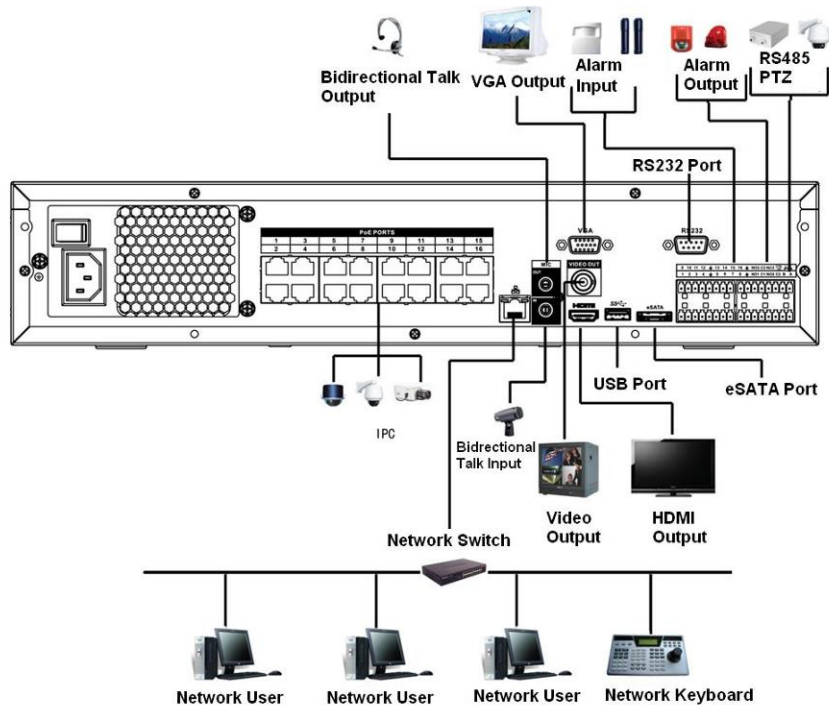 Bidirectional Talk
Output
VGA Output
Alarm
Input
Alarm
Output
RS485
PTZ
RS232 Port
PoE PORTS
1 3 5 7 9 11 13 15
2 4 6 8 10 12 14 16
MIC
OUT
IN
VGA
VIDEO OUT
HDMI
RS232
eSATA
USB Port
eSATA Port
IPC
Bidrectional
Talk Input
Video
Output
HDMI
Output
Network Switch
Network User
Network User
Network User
Network Keyboard